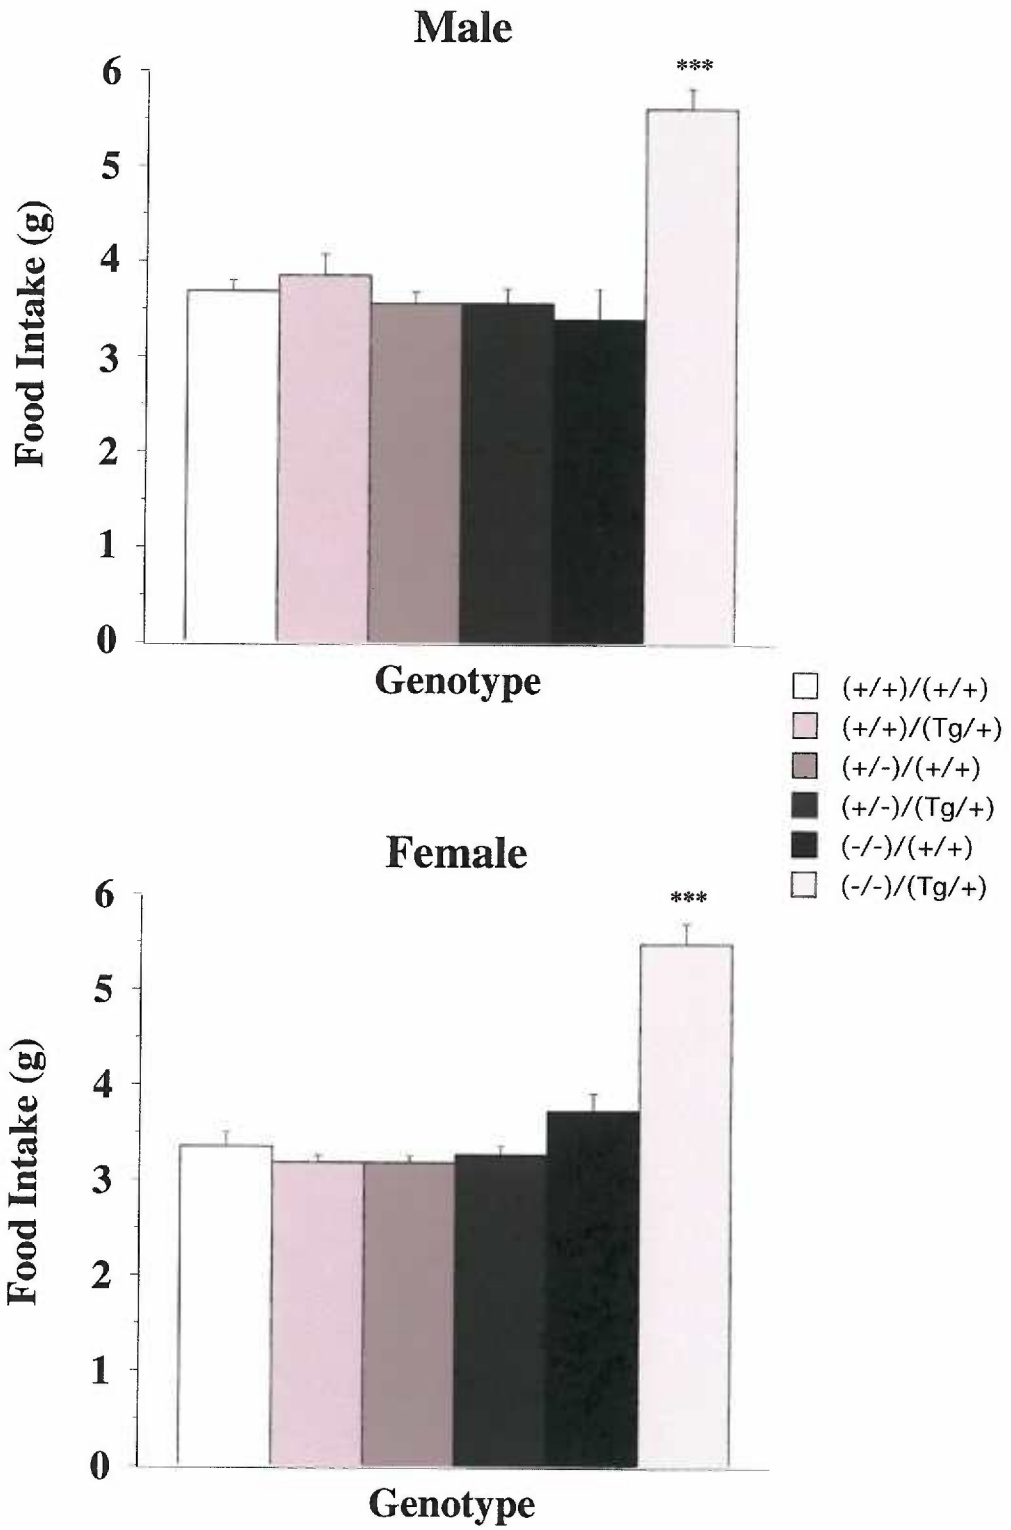 Male
***
6
5
4
3
2
1
0
Food Intake (g)
Genotype
(+/+)/(+/+)
(+/+)/(Tg/+)
(+/-)/(+/+)
(+/-)/(Tg/+)
(-/-)/(+/+)
(-/-)/(Tg/+)
Female
***
6
5
4
3
2
1
0
Food Intake (g)
Genotype